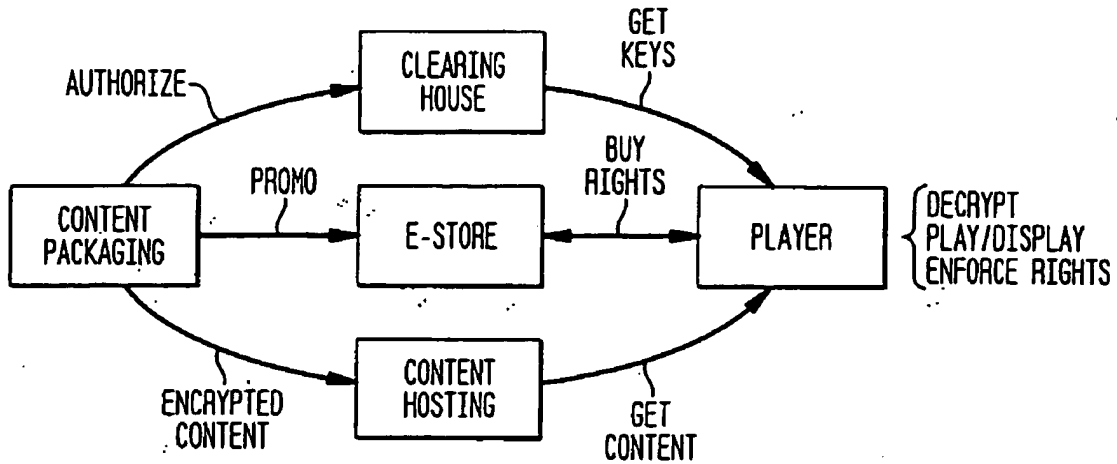 GET
KEYS
CLEARING
HOUSE
AUTHORIZE
PROMO
BUY
RIGHTS
CONTENT
PACKAGING
E-STORE
PLAYER
DECRYPT
PLAY/DISPLAY
ENFORCE RIGHTS
CONTENT
HOSTING
ENCRYPTED
CONTENT
GET
CONTENT